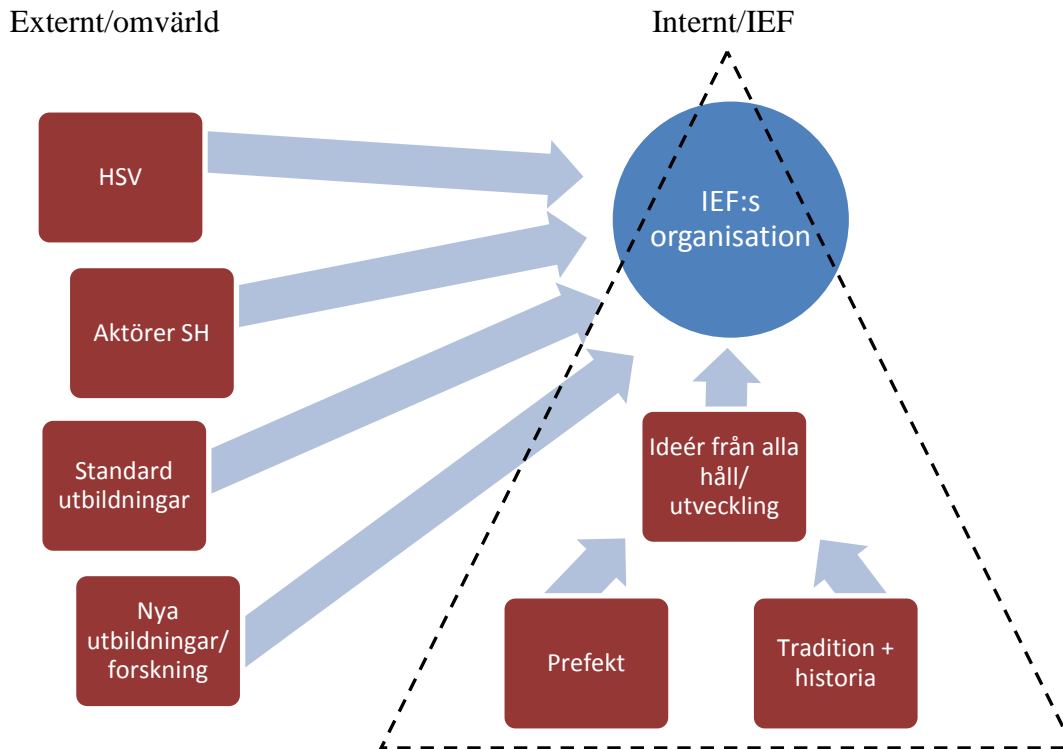 Externt/omvärld
Internt/IEF
HSV
Aktörer SH
Standard
utbildningar
Nya
utbildningar/
forskning
IEF:s
organisation
Ideér från alla
håll/
utveckling
Prefekt
Tradition +
historia